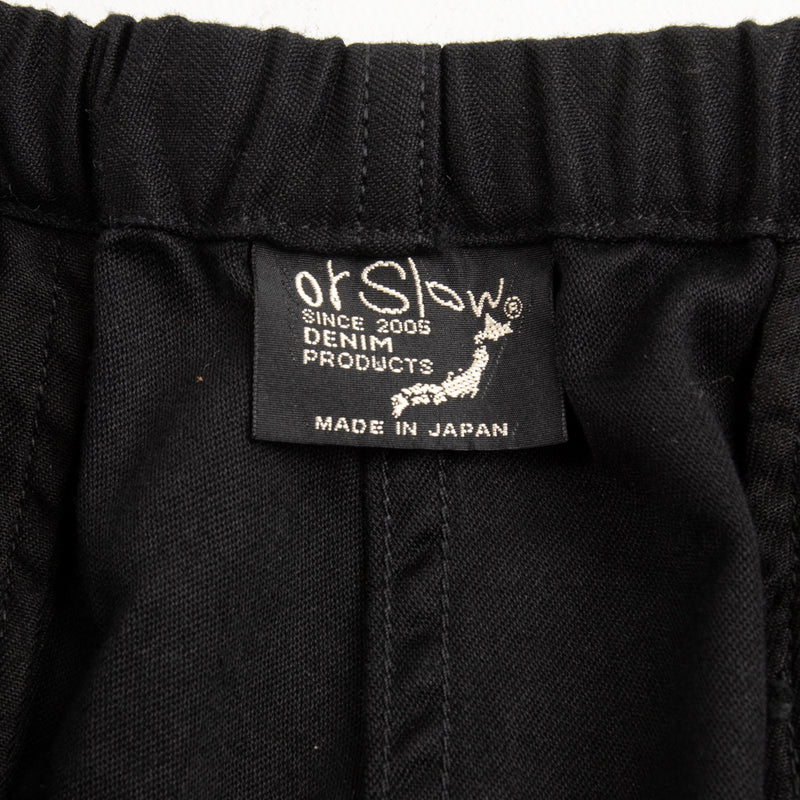 orSlow®
SINCE 2005
DENIM
PRODUCTS
MADE IN JAPAN